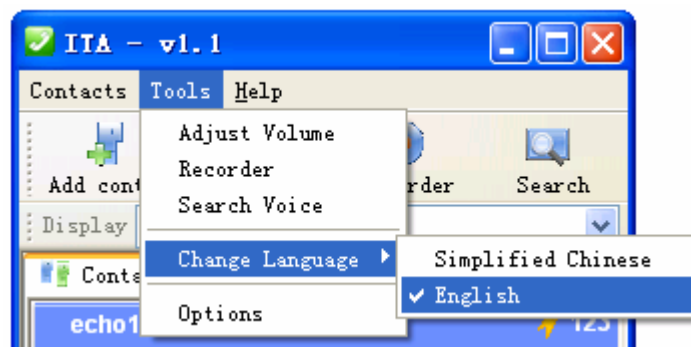 ITA - v1.1
Contacts Tools Help
Adjust Volume
Recorder
Search Voice
Change Language
Options
Simplified Chinese
English
Add cont
rder
Search
Display
Conta
echo1
123